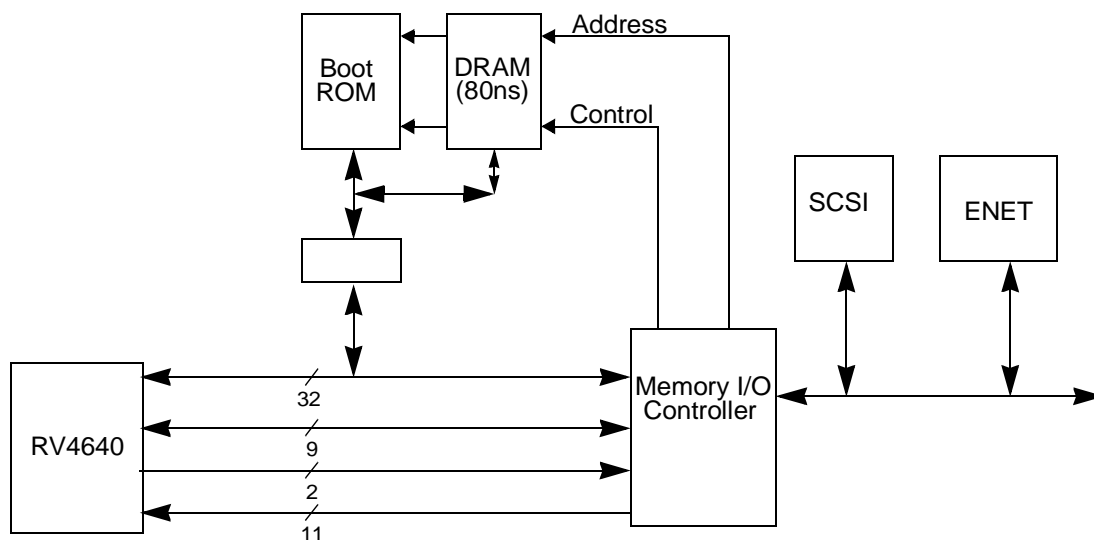 Address
Boot
ROM
DRAM
(80ns)
Control
SCSI
ENET
32
Memory I/O
Controller
RV4640
9
2
11